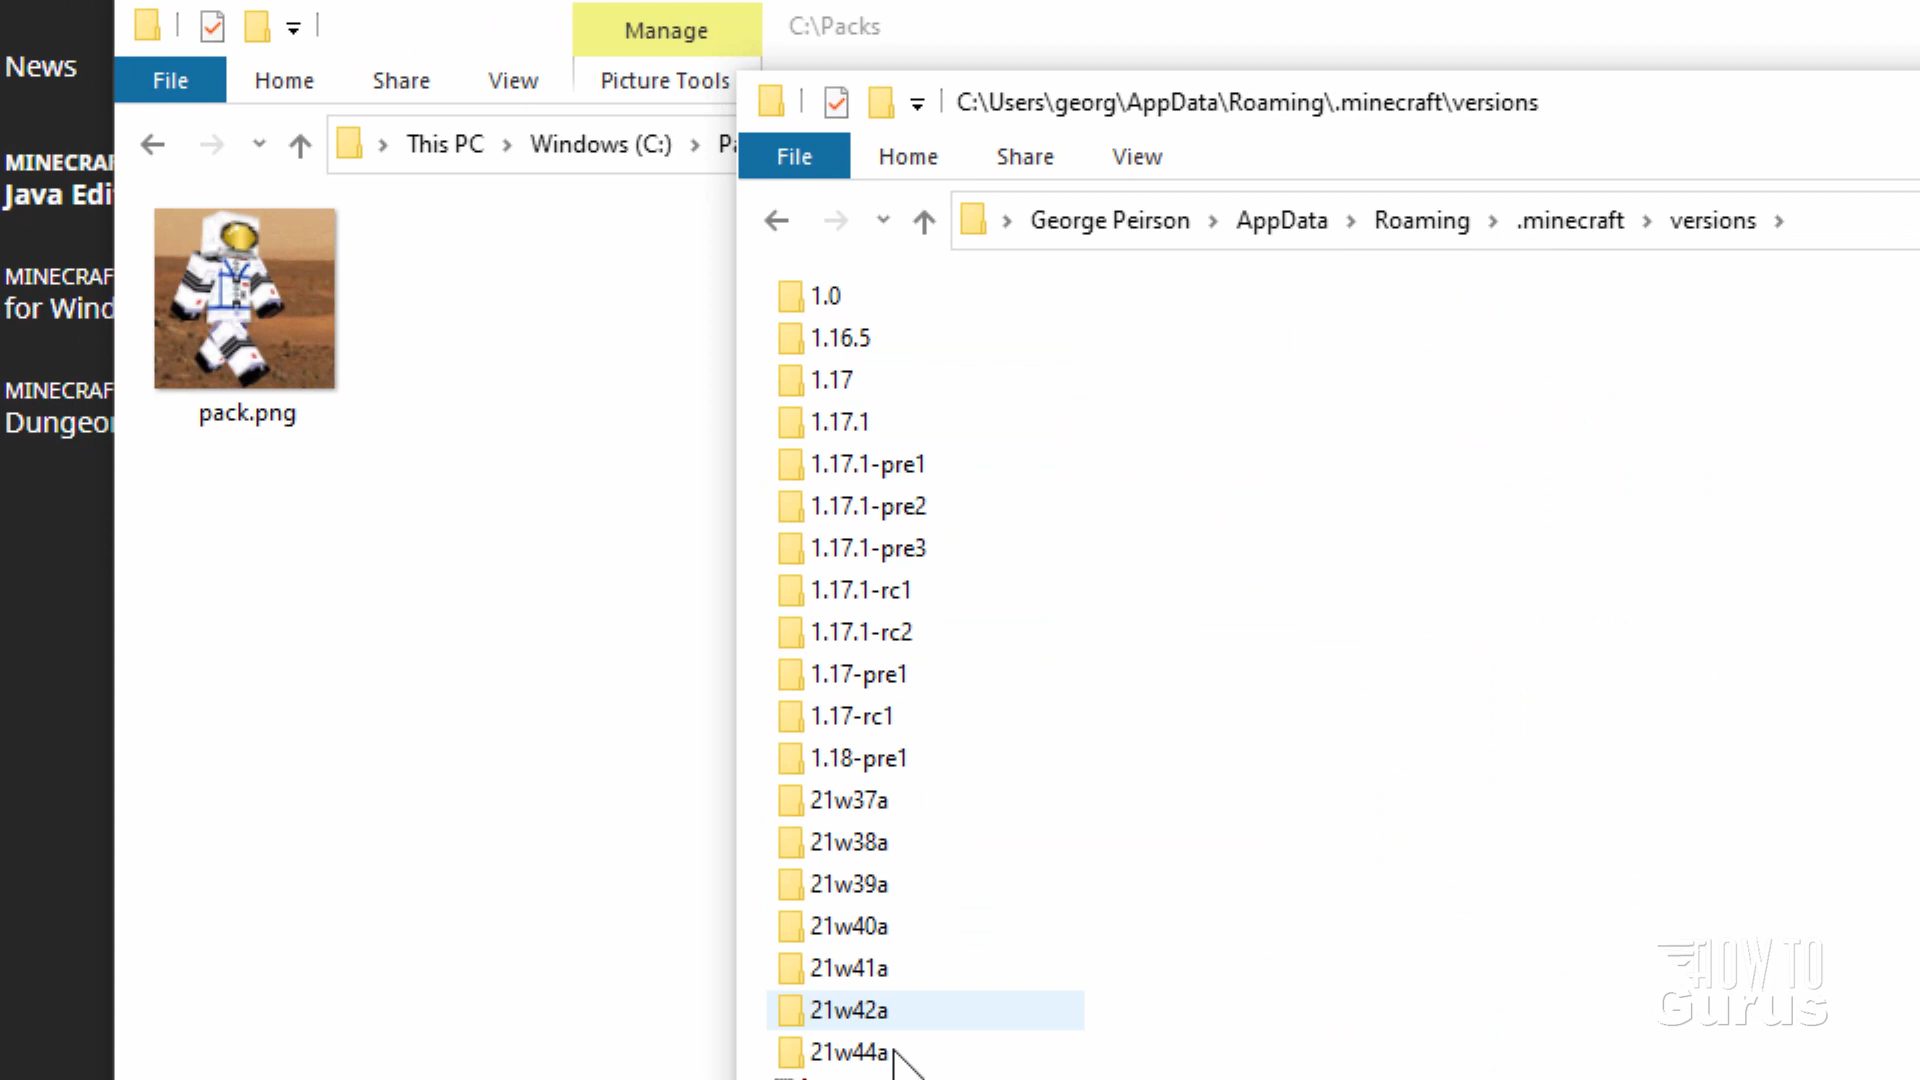 News
MINECRAF
Java Edi
MINECRAF
for Wind
MINECRAF
Dungeo
Manage
C:\Packs
File
Home
Share
View
Picture Tools
This PC
Windows (C:)
Pa
pack.png
C:\Users\georg\AppData\Roaming\.minecraft\versions
File
Home
Share
View
George Peirson
AppData
Roaming
.minecraft
versions
1.0
1.16.5
1.17
1.17.1
1.17.1-pre1
1.17.1-pre2
1.17.1-pre3
1.17.1-rc1
1.17.1-rc2
1.17-pre1
1.17-rc1
1.18-pre1
21w37a
21w38a
21w39a
21w40a
21w41a
21w42a
21w44a
HOW TO
Gurus